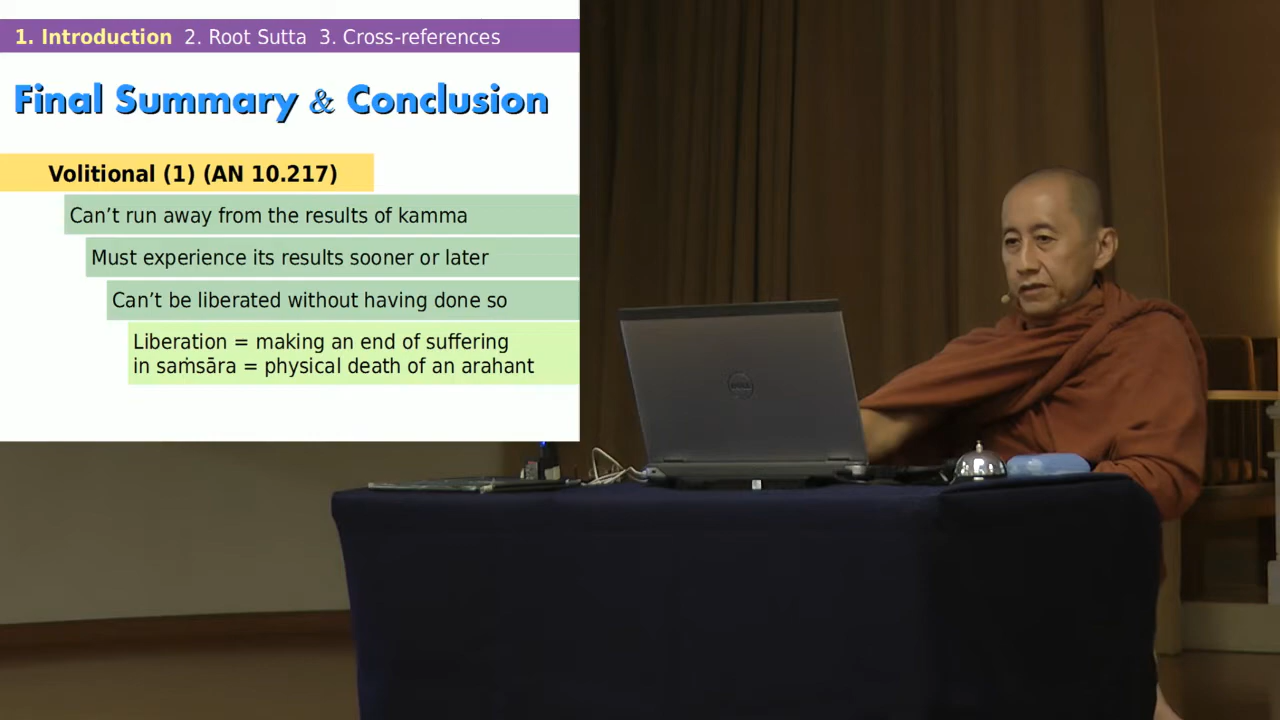 1. Introduction 2. Root Sutta 3. Cross-references
Final Summary & Conclusion
Volitional (1) (AN 10.217)
Can’t run away from the results of kamma
Must experience its results sooner or later
Can’t be liberated without having done so
Liberation = making an end of suffering
in saṁsāra = physical death of an arahant
DELL